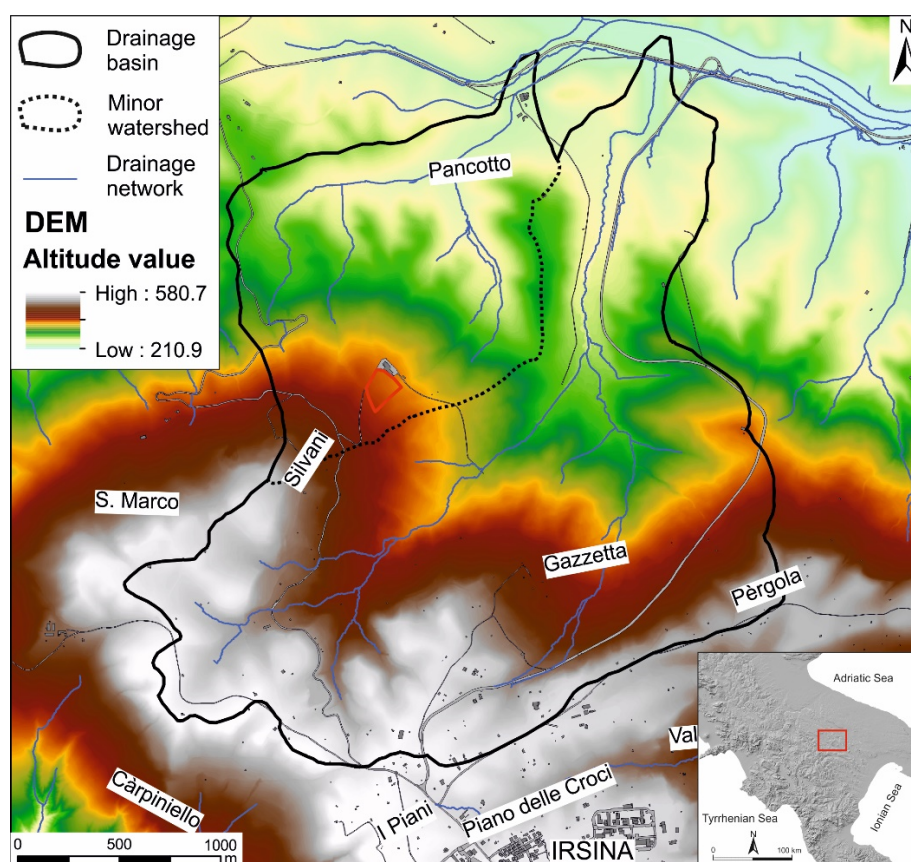 Drainage
basin
Minor
watershed
Drainage
network
DEM
Altitude value
High : 580.7
Low : 210.9
N
Pancotto
Silvani
S. Marco
Gazzetta
Pèrgola
Adriatic Sea
Val
Càrpiniello
I Piani
Piano delle Croci
Tyrrhenian Sea
Ionian Sea
N
0 100 km
0 500 1000
m
IRSINA